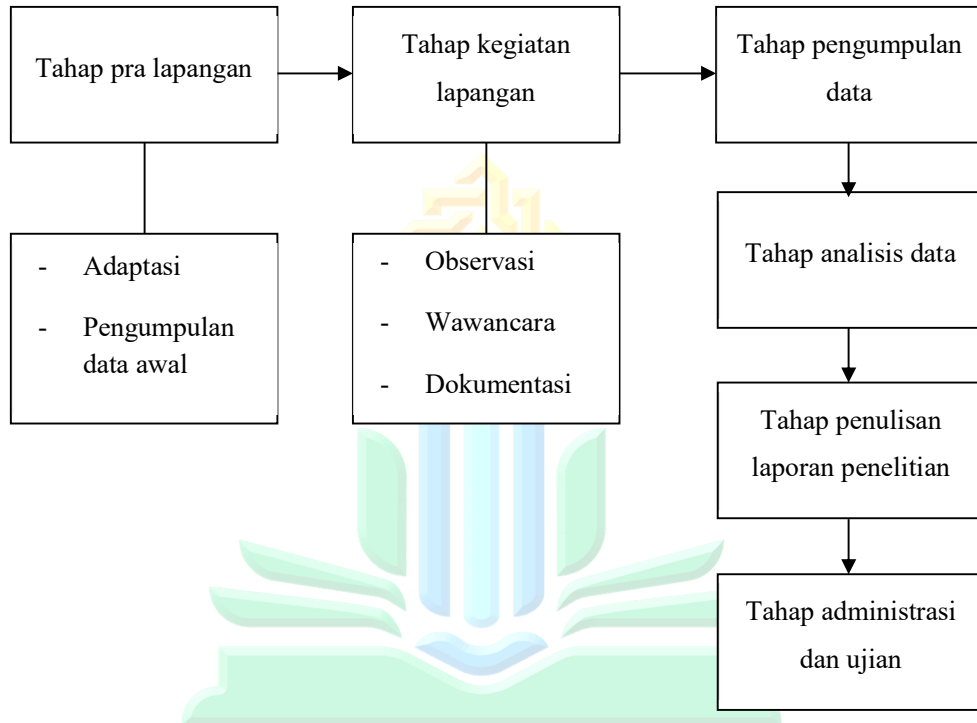 Tahap pra lapangan
Tahap kegiatan
lapangan
Tahap pengumpulan
data
- Adaptasi
- Pengumpulan
data awal
- Observasi
- Wawancara
- Dokumentasi
Tahap analisis data
Tahap penulisan
laporan penelitian
Tahap administrasi
dan ujian